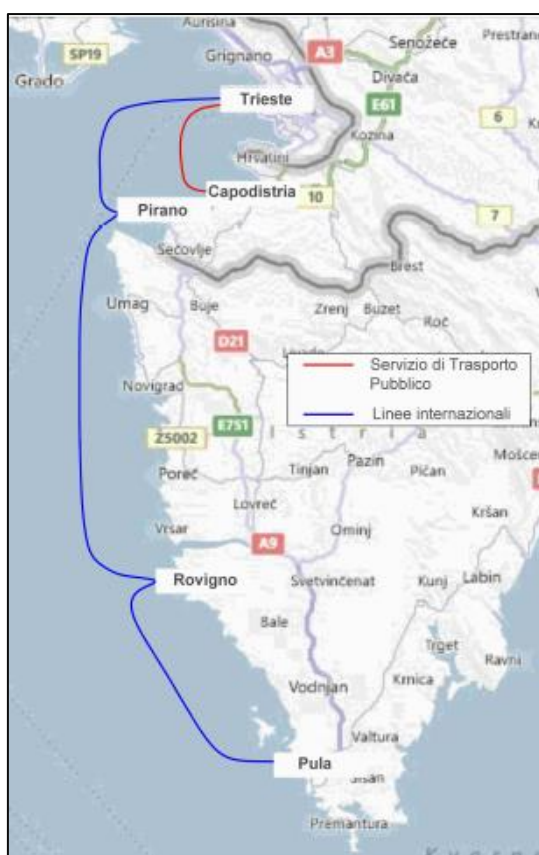 Aurisina
SP19
Grado
Grignano
A3
Senožeče
Prestran
Divača
Trieste
E61
6
Kozina
Hrvatini
Capodistria
10
Pirano
7
Sečovlje
Brest
Umag
Buje
Zrenj
Buzet
Roč
D21
Servizio di Trasporto
Pubblico
Novigrad
Linee internazionali
E751
Z5002
I s t r i a
Mošćen
Pazin
Poreč
Tinjan
Pićan
Lovreč
Kršan
Vrsar
Ominj
A9
Rovigno
Svetvinčenat
Kunj
Labin
Bale
Trget
Ravni
Krnica
Vodnjan
Valtura
Pula
Premantura